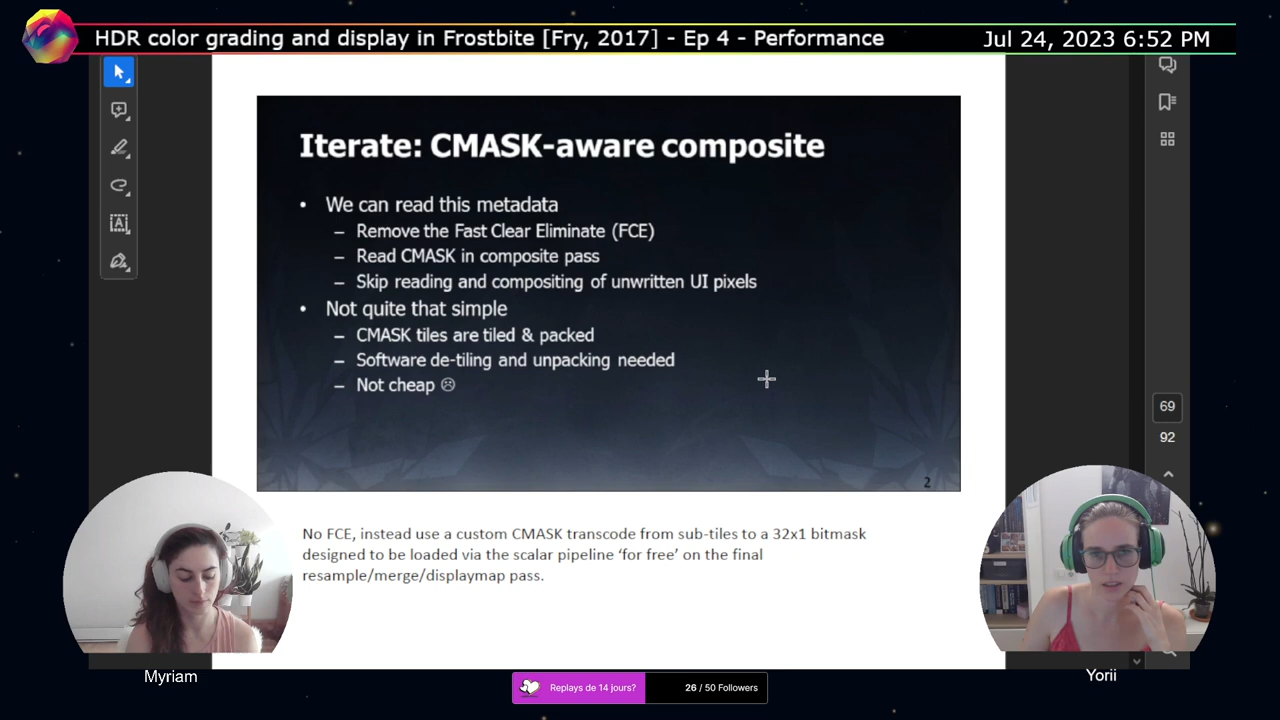 HDR color grading and display in Frostbite [Fry, 2017] - Ep 4 - Performance
Jul 24, 2023 6:52 PM
Iterate: CMASK-aware composite
• We can read this metadata
– Remove the Fast Clear Eliminate (FCE)
– Read CMASK in composite pass
– Skip reading and compositing of unwritten UI pixels
• Not quite that simple
– CMASK tiles are tiled & packed
– Software de-tiling and unpacking needed
– Not cheap ☹
2
69
92
No FCE, instead use a custom CMASK transcode from sub-tiles to a 32x1 bitmask
designed to be loaded via the scalar pipeline ‘for free’ on the final
resample/merge/displaymap pass.
Myriam
Yorii
Replays de 14 jours?
26 / 50 Followers